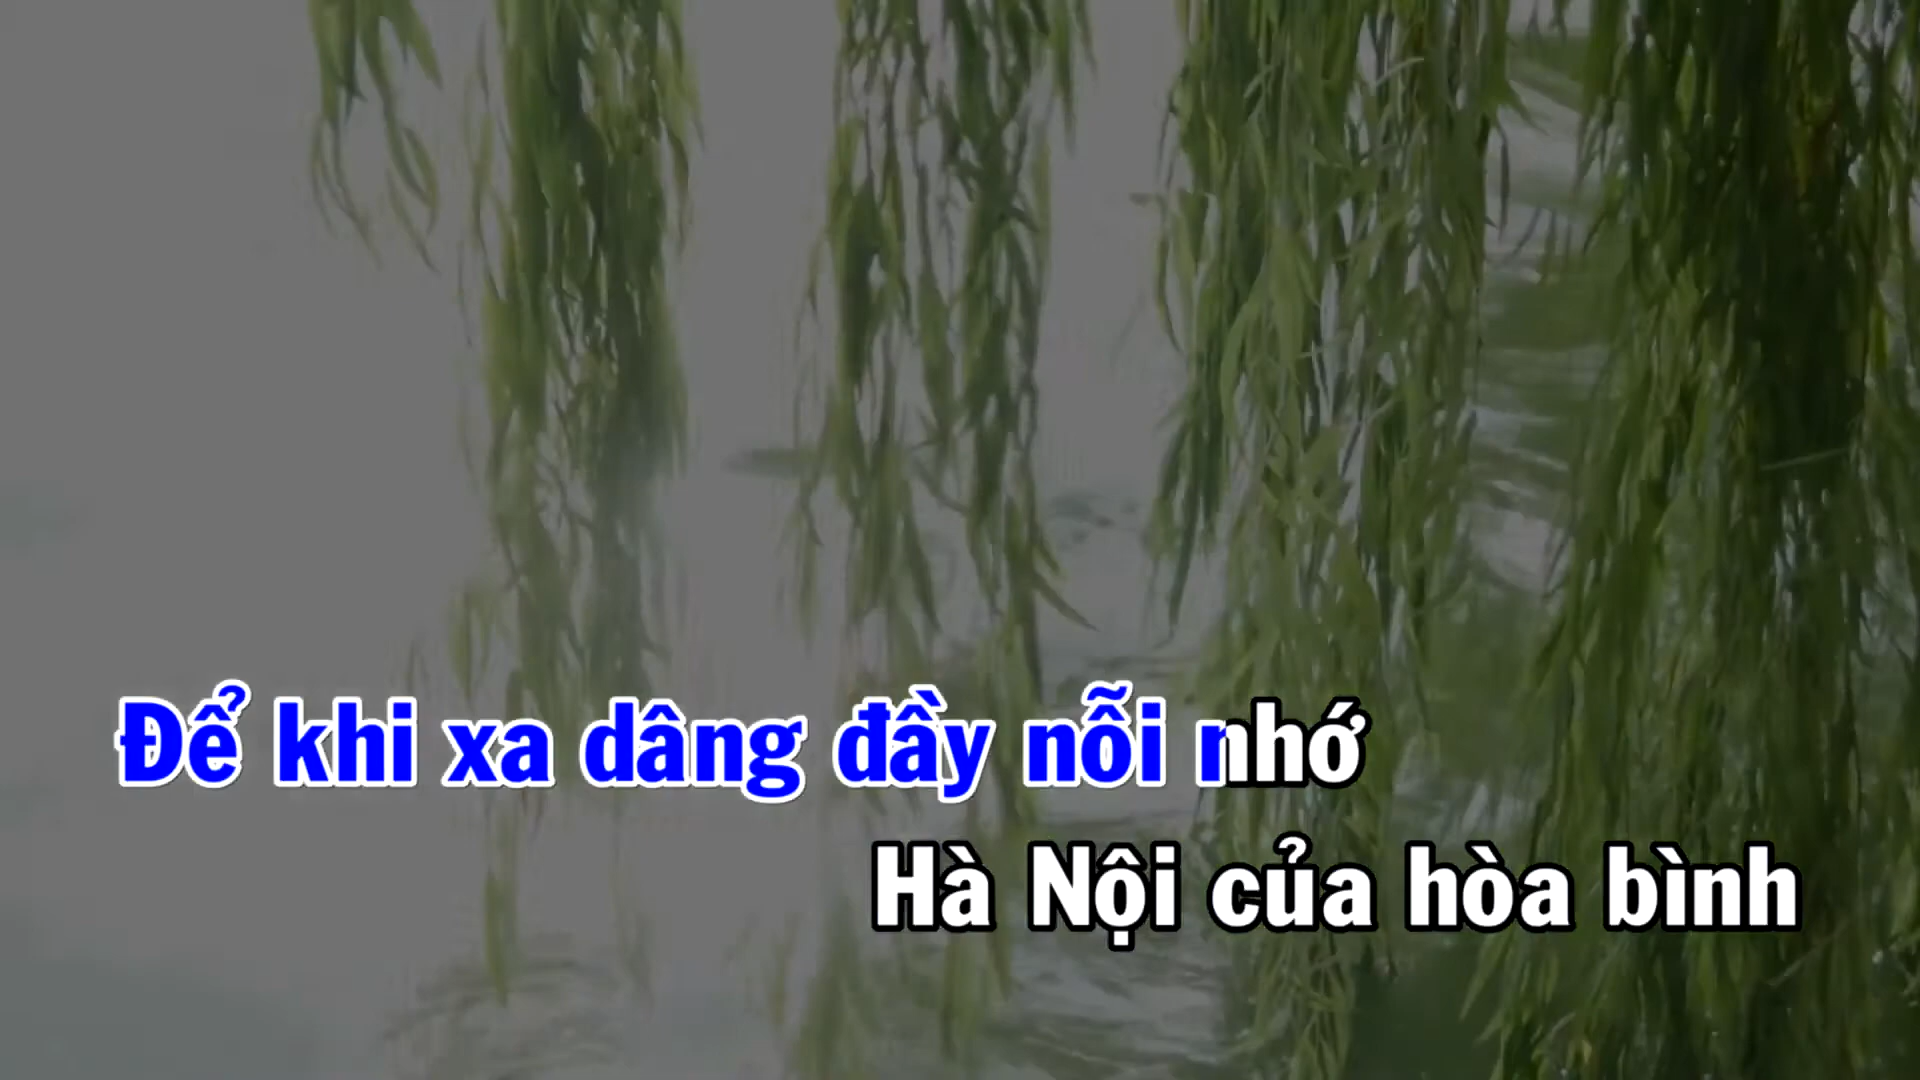 Để khi xa dâng đầy nỗi nhớ
Hà Nội của hòa bình